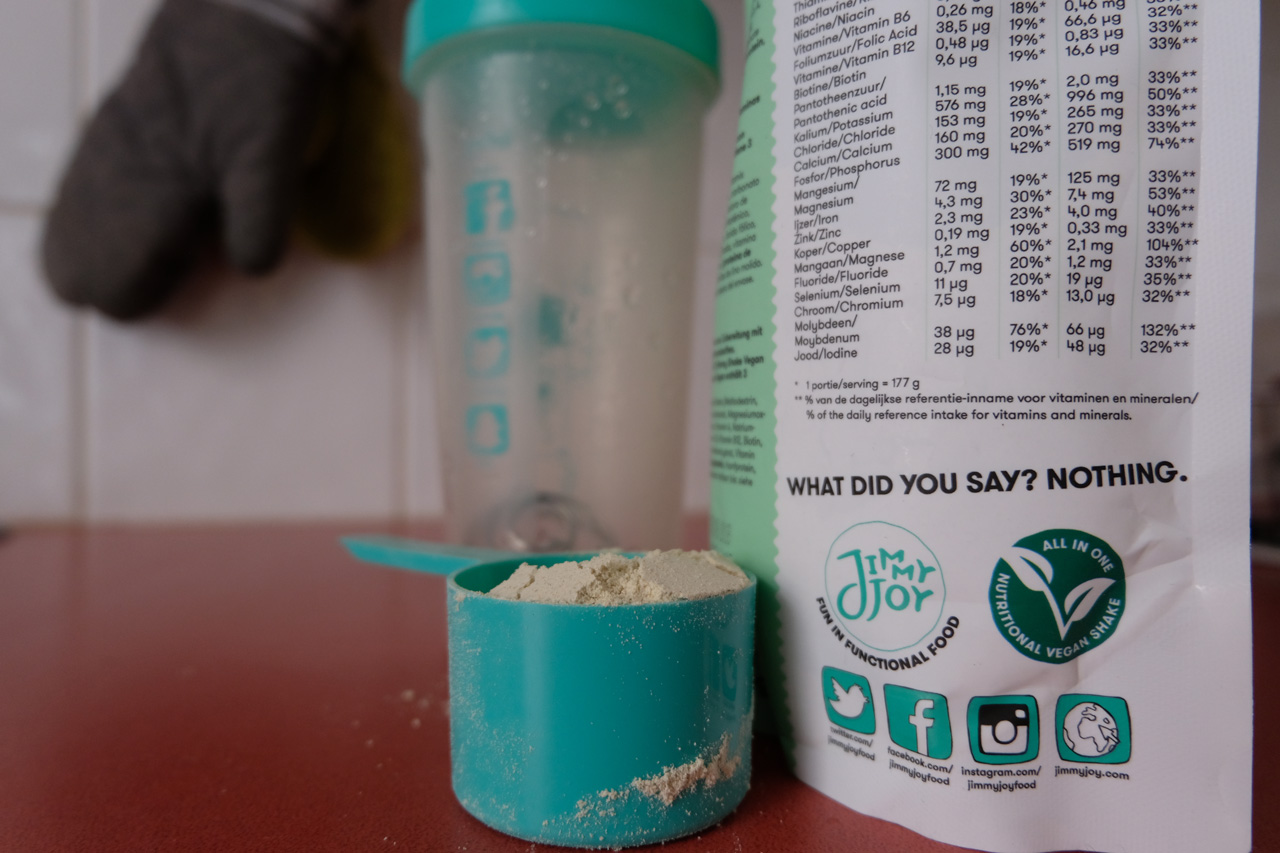 Niacine/Niacin
Vitamine/Vitamin B6 0,26 mg 18%* 0,46 mg 32%**
Foliumzuur/Folic Acid 38,5 µg 19%* 66,6 µg 33%**
Vitamine/Vitamin B12 0,48 µg 19%* 0,83 µg 33%**
Biotine/Biotin 9,6 µg 19%* 16,6 µg
Pantotheenzuur/
Pantothenic acid 1,15 mg 19%* 2,0 mg 33%**
Kalium/Potassium 576 mg 28%* 996 mg 50%**
Chloride/Chloride 153 mg 19%* 265 mg 33%**
Calcium/Calcium 160 mg 20%* 270 mg 33%**
Fosfor/Phosphorus 300 mg 42%* 519 mg 74%**
Mangesium/
Magnesium 72 mg 19%* 125 mg 33%**
Ijzer/Iron 4,3 mg 30%* 7,4 mg 53%**
Zink/Zinc 2,3 mg 23%* 4,0 mg 40%**
Koper/Copper 0,19 mg 19%* 0,33 mg 33%**
Mangaan/Magnese 1,2 mg 60%* 2,1 mg 104%**
Fluoride/Fluoride 0,7 mg 20%* 1,2 mg 33%**
Selenium/Selenium 11 µg 20%* 19 µg 35%**
Chroom/Chromium 7,5 µg 18%* 13,0 µg 32%**
Molybdeen/
Moybdenum 38 µg 76%* 66 µg 132%**
Jood/Iodine 28 µg 19%* 48 µg 32%**
* 1 portie/serving = 177 g
** % van de dagelijkse referentie-inname voor vitaminen en mineralen/
% of the daily reference intake for vitamins and minerals.
WHAT DID YOU SAY? NOTHING.
JIMMY
JOY
FUN IN FUNCTIONAL FOOD
ALL IN ONE
NUTRITIONAL VEGAN SHAKE
twitter.com/
jimmyjoyfood
facebook.com/
jimmyjoyfood
instagram.com/
jimmyjoyfood
jimmyjoy.com